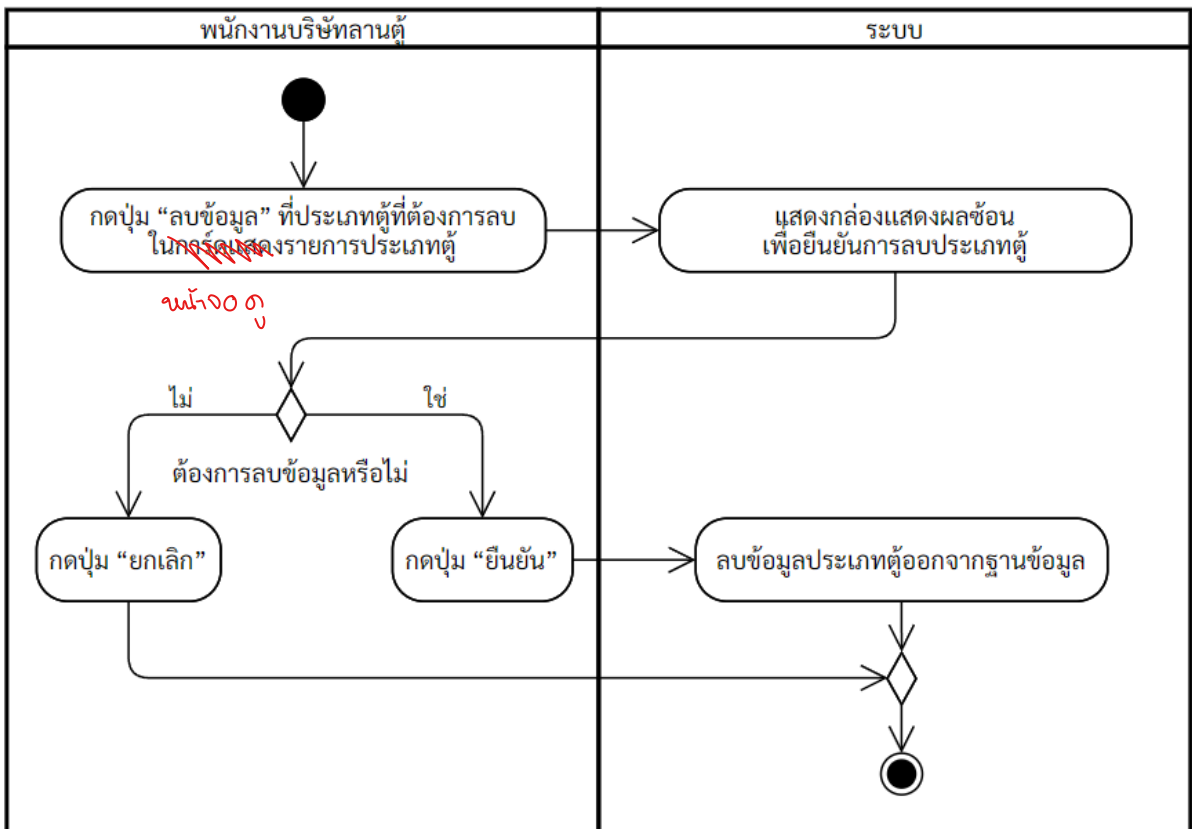 พนักงานบริษัทลานตู้
ระบบ
กดปุ่ม “ลบข้อมูล” ที่ประเภทตู้ที่ต้องการลบ
ในการ์ดแสดงรายการประเภทตู้
หน้าจอดู
แสดงกล่องแสดงผลซ้อน
เพื่อยืนยันการลบประเภทตู้
ไม่
ใช่
ต้องการลบข้อมูลหรือไม่
กดปุ่ม “ยกเลิก”
กดปุ่ม “ยืนยัน”
ลบข้อมูลประเภทตู้ออกจากฐานข้อมูล